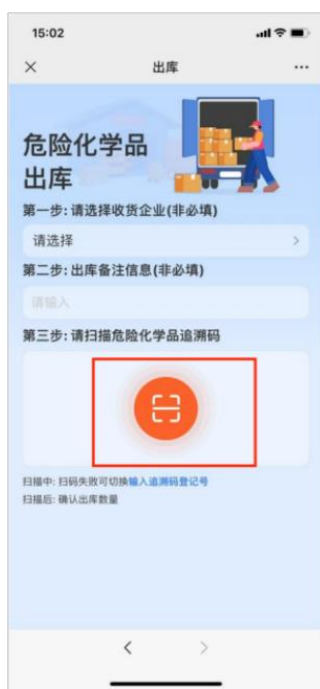 15:02
出库
危险化学品
出库
第一步: 请选择收货企业(非必填)
请选择
第二步: 出库备注信息(非必填)
请输入
第三步: 请扫描危险化学品追溯码
扫描中: 扫码失败可切换输入追溯码登记号
扫描后: 确认出库数量